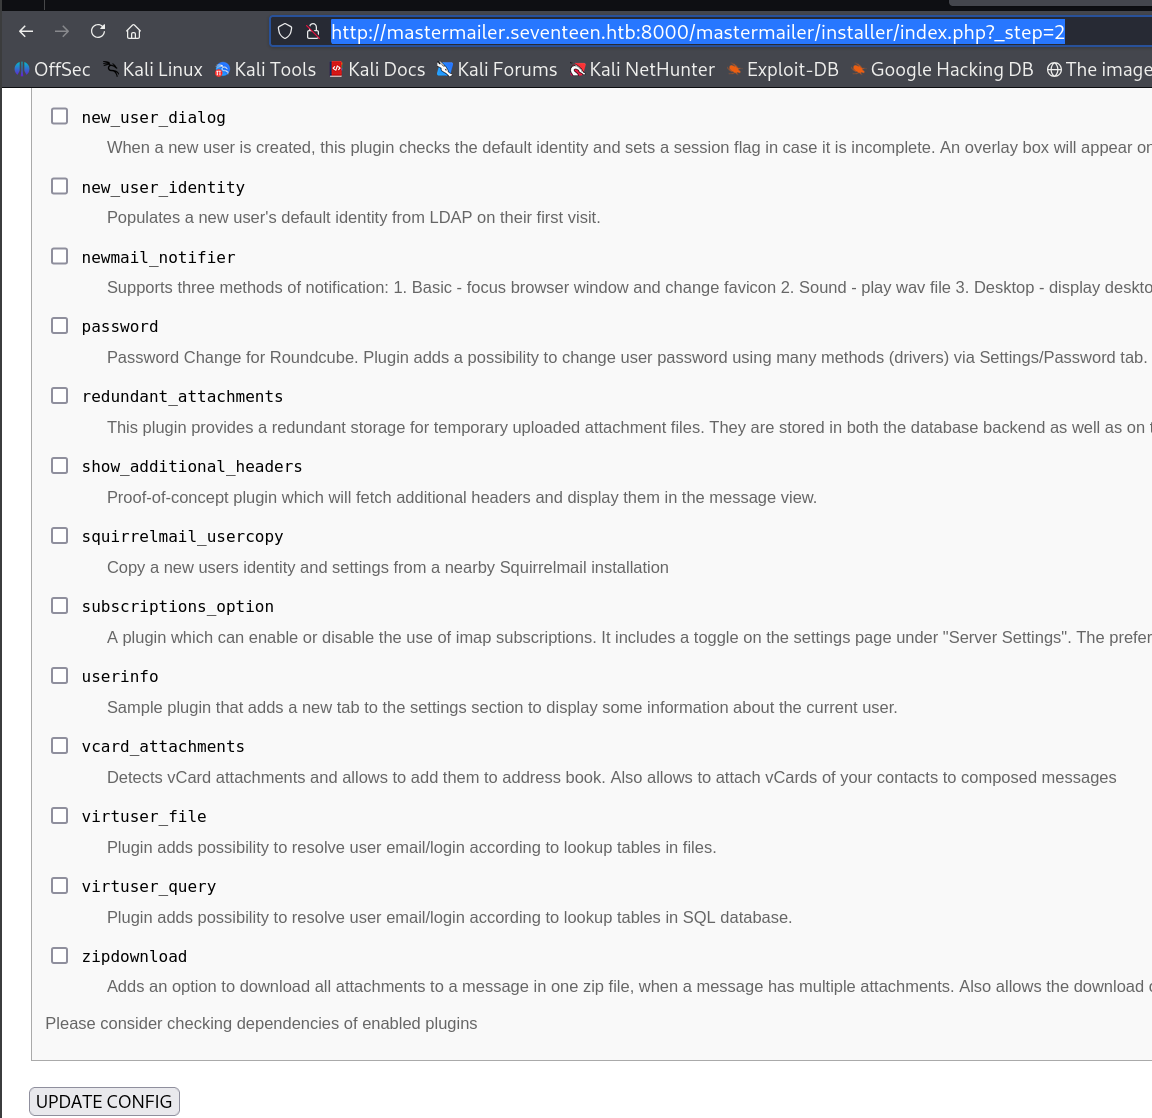 http://mastermailer.seventeen.htb:8000/mastermailer/installer/index.php?_step=2
OffSec Kali Linux Kali Tools Kali Docs Kali Forums Kali NetHunter Exploit-DB Google Hacking DB The image
new_user_dialog
When a new user is created, this plugin checks the default identity and sets a session flag in case it is incomplete. An overlay box will appear on
new_user_identity
Populates a new user's default identity from LDAP on their first visit.
newmail_notifier
Supports three methods of notification: 1. Basic - focus browser window and change favicon 2. Sound - play wav file 3. Desktop - display deskto
password
Password Change for Roundcube. Plugin adds a possibility to change user password using many methods (drivers) via Settings/Password tab.
redundant_attachments
This plugin provides a redundant storage for temporary uploaded attachment files. They are stored in both the database backend as well as on
show_additional_headers
Proof-of-concept plugin which will fetch additional headers and display them in the message view.
squirrelmail_usercopy
Copy a new users identity and settings from a nearby Squirrelmail installation
subscriptions_option
A plugin which can enable or disable the use of imap subscriptions. It includes a toggle on the settings page under "Server Settings". The prefer
userinfo
Sample plugin that adds a new tab to the settings section to display some information about the current user.
vcard_attachments
Detects vCard attachments and allows to add them to address book. Also allows to attach vCards of your contacts to composed messages
virtuser_file
Plugin adds possibility to resolve user email/login according to lookup tables in files.
virtuser_query
Plugin adds possibility to resolve user email/login according to lookup tables in SQL database.
zipdownload
Adds an option to download all attachments to a message in one zip file, when a message has multiple attachments. Also allows the download
Please consider checking dependencies of enabled plugins
UPDATE CONFIG